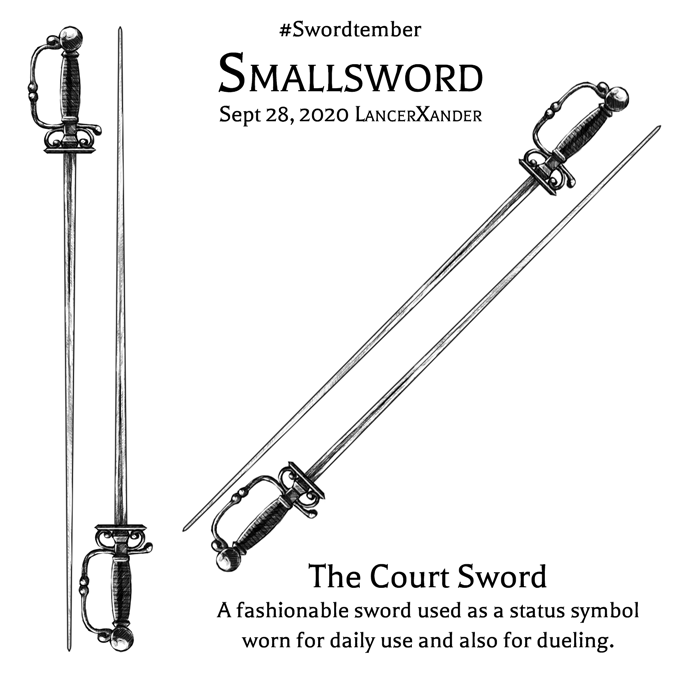 #Swordtember
Smallsword
Sept 28, 2020 LancerXander
The Court Sword
A fashionable sword used as a status symbol
worn for daily use and also for dueling.